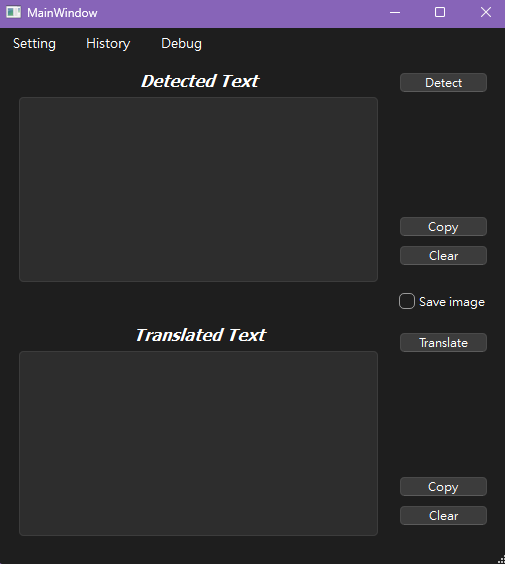 MainWindow
Setting History Debug
Detected Text
Detect
Copy
Clear
Save image
Translated Text
Translate
Copy
Clear